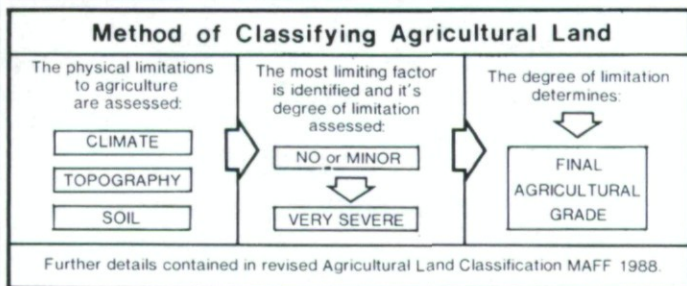 Method of Classifying Agricultural Land
The physical limitations
to agriculture
are assessed:
CLIMATE
TOPOGRAPHY
SOIL
The most limiting factor
is identified and it's
degree of limitation
assessed:
NO or MINOR
VERY SEVERE
The degree of limitation
determines:
FINAL
AGRICULTURAL
GRADE
Further details contained in revised Agricultural Land Classification MAFF 1988.